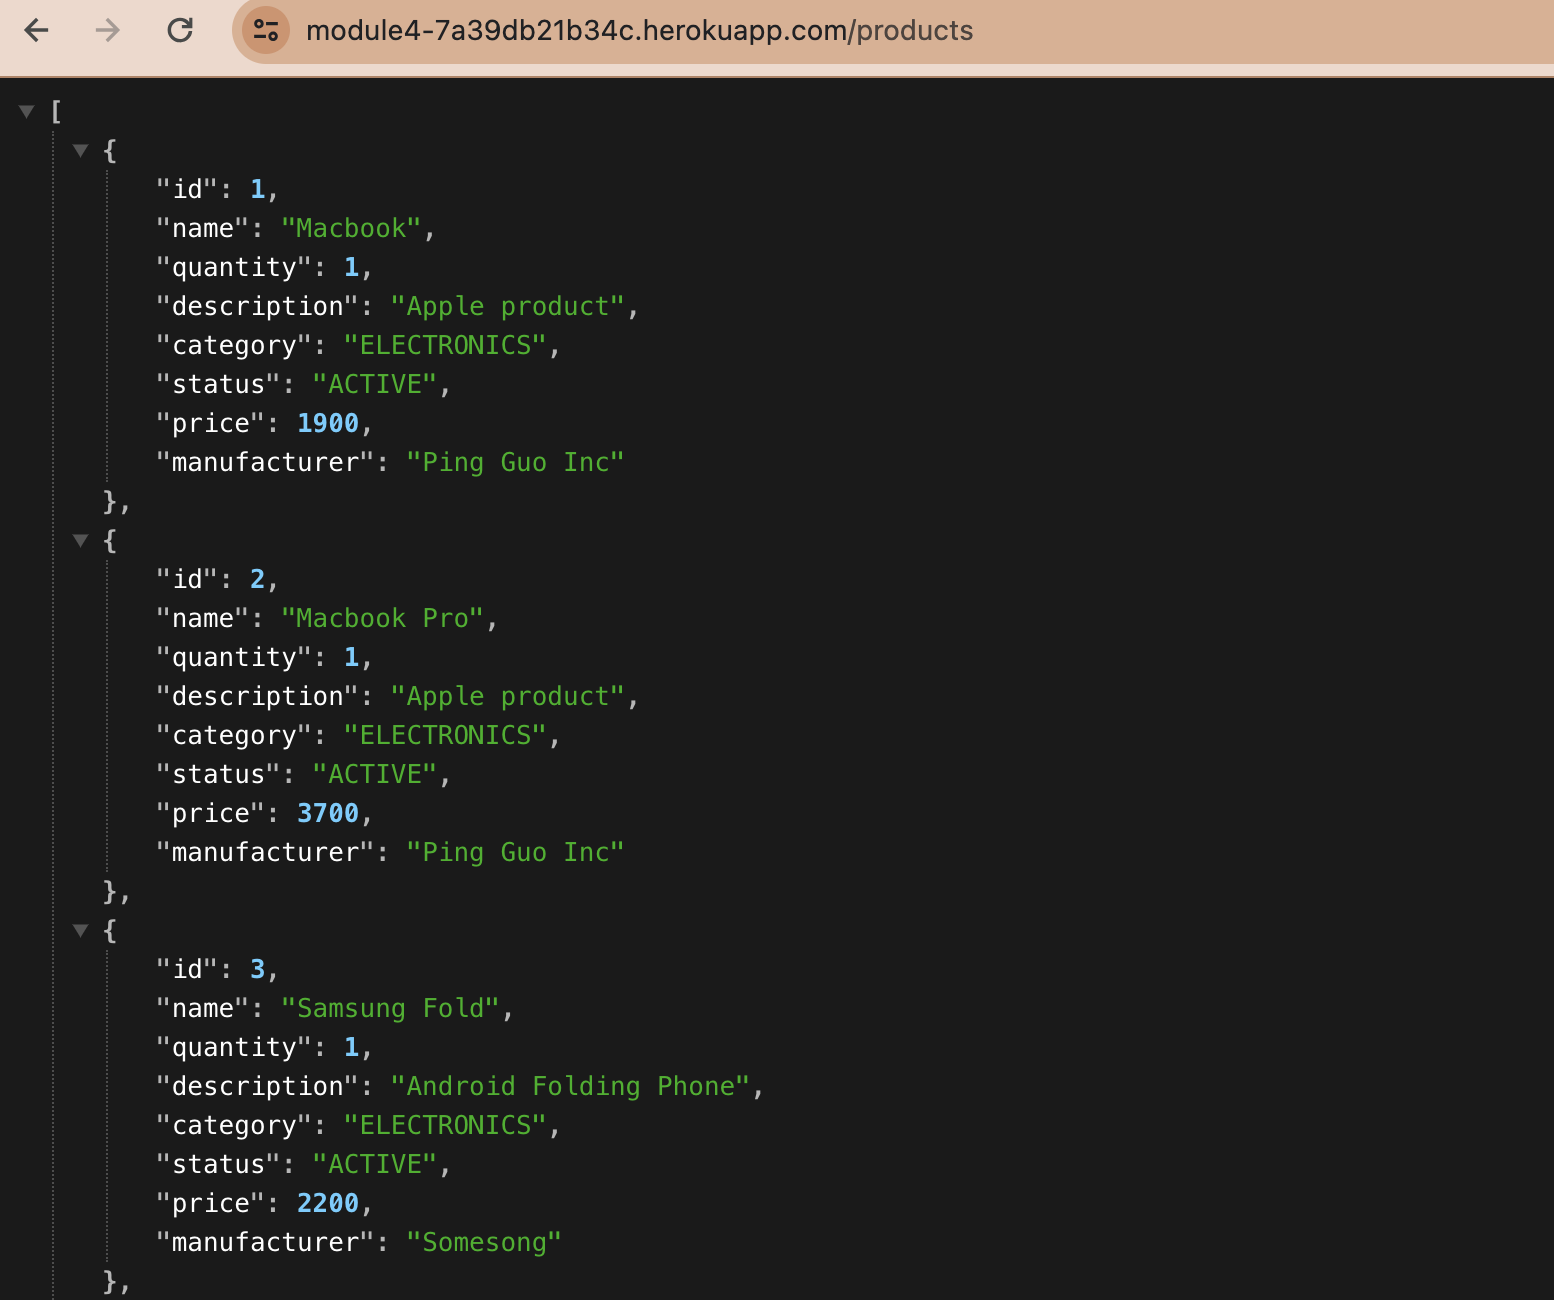 module4-7a39db21b34c.herokuapp.com/products
[
{
"id": 1,
"name": "Macbook",
"quantity": 1,
"description": "Apple product",
"category": "ELECTRONICS",
"status": "ACTIVE",
"price": 1900,
"manufacturer": "Ping Guo Inc"
},
{
"id": 2,
"name": "Macbook Pro",
"quantity": 1,
"description": "Apple product",
"category": "ELECTRONICS",
"status": "ACTIVE",
"price": 3700,
"manufacturer": "Ping Guo Inc"
},
{
"id": 3,
"name": "Samsung Fold",
"quantity": 1,
"description": "Android Folding Phone",
"category": "ELECTRONICS",
"status": "ACTIVE",
"price": 2200,
"manufacturer": "Somesong"
},